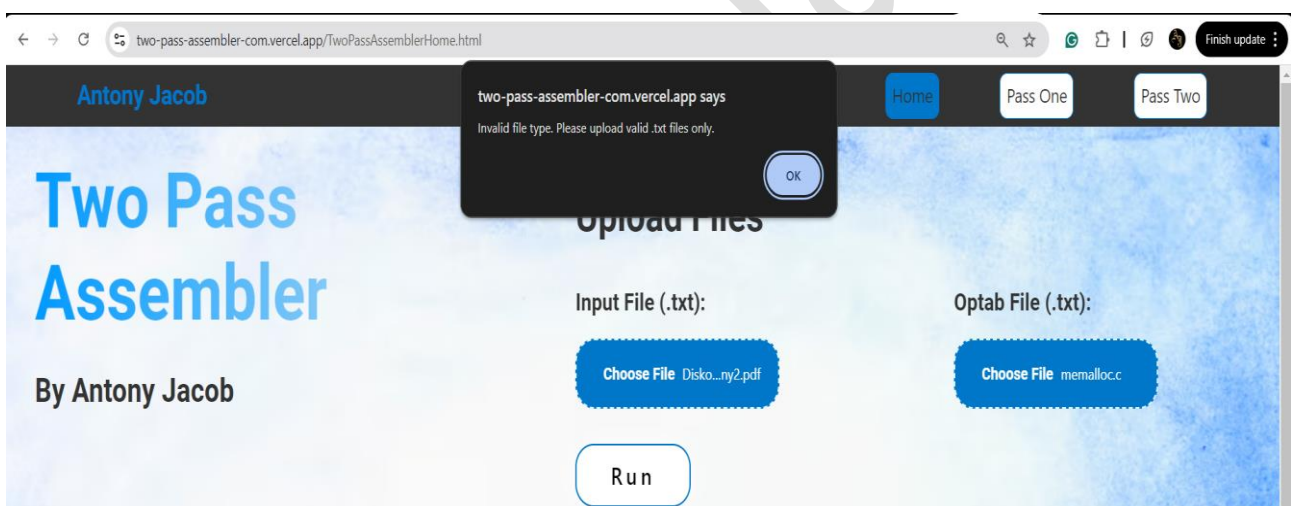 two-pass-assembler-com.vercel.app/TwoPassAssemblerHome.html
Finish update
Antony Jacob
Home
Pass One
Pass Two
two-pass-assembler-com.vercel.app says
Invalid file type. Please upload valid .txt files only.
OK
Two Pass
Assembler
By Antony Jacob
Upload Files
Input File (.txt):
Choose File Disko...ny2.pdf
Optab File (.txt):
Choose File memalloc.c
Run